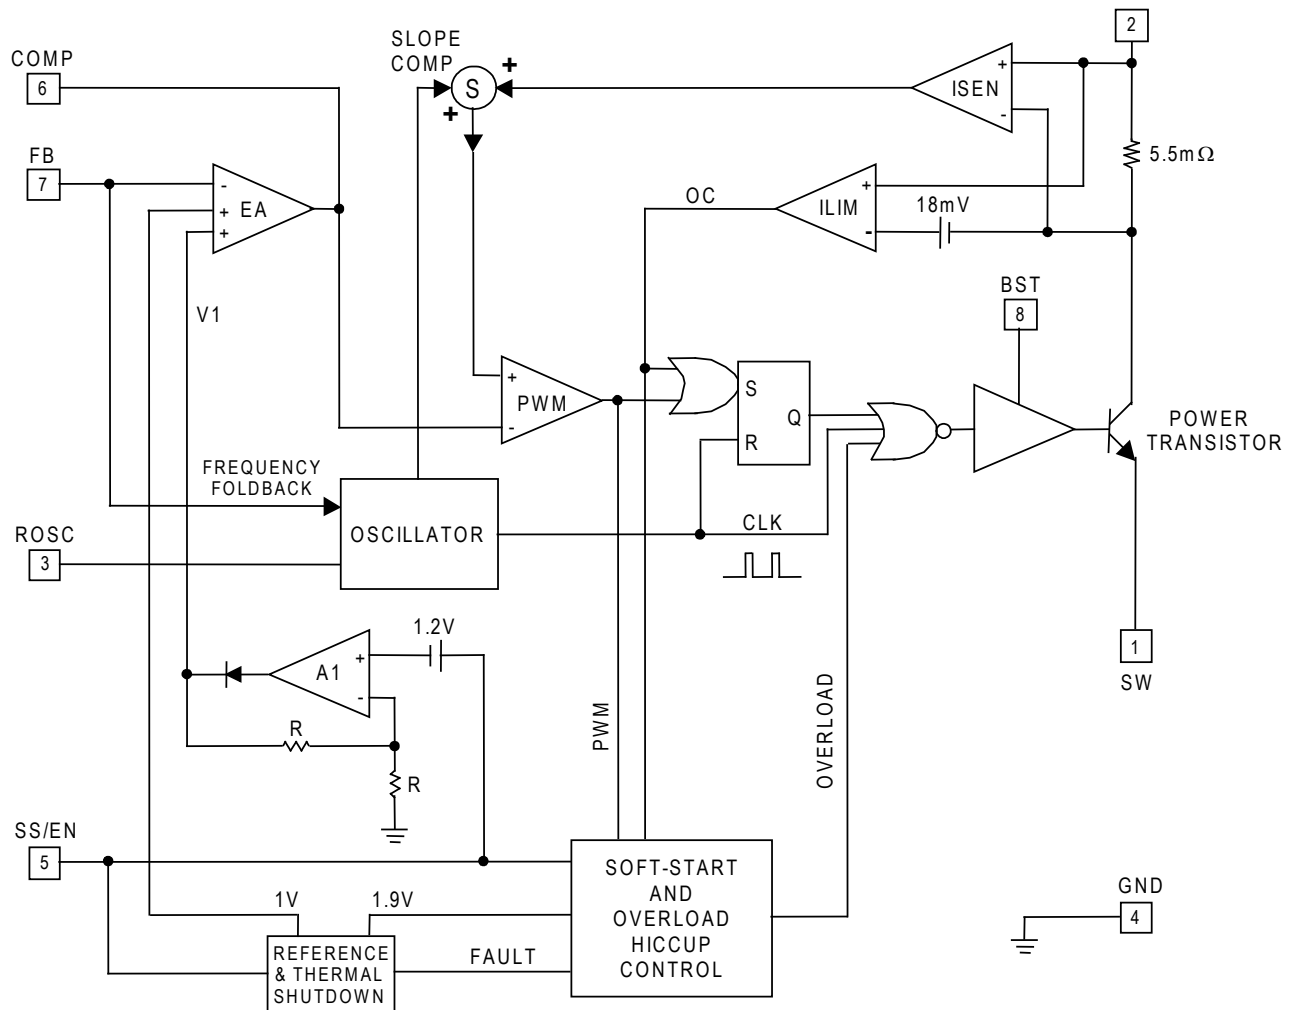 2
SLOPE
COMP
+
COMP
6
S
+
-
ISEN
+
5.5mΩ
FB
7
-
+
+
EA
OC
+
-
ILIM
18mV
V1
BST
8
+
-
PWM
S
R
Q
POWER
TRANSISTOR
FREQUENCY
FOLDBACK
OSCILLATOR
CLK
ROSC
3
1.2V
+
-
A1
1
SW
R
R
PWM
OVERLOAD
SS/EN
5
SOFT-START
AND
OVERLOAD
HICCUP
CONTROL
1V
1.9V
GND
4
REFERENCE
& THERMAL
SHUTDOWN
FAULT